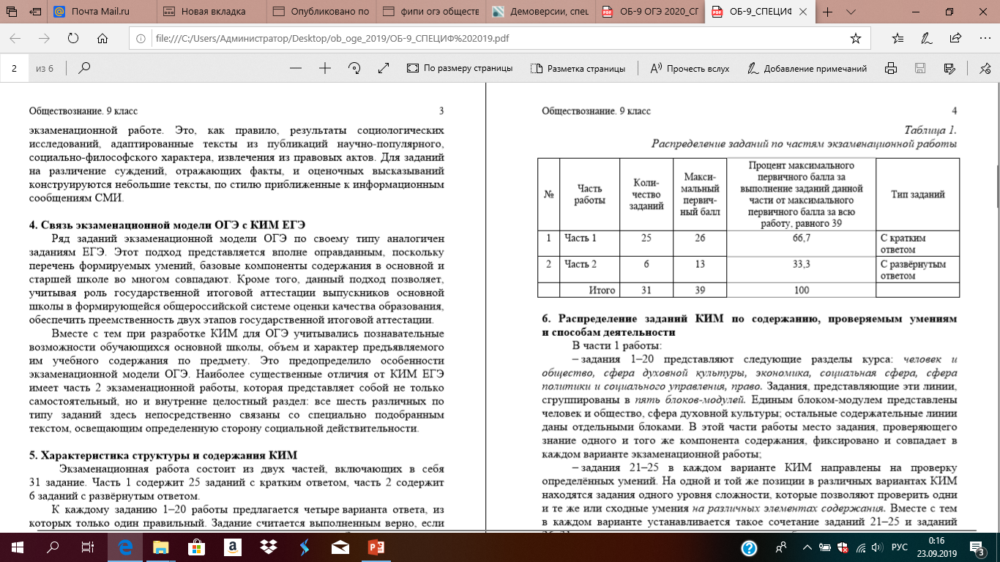 Почта Mail.ru
Новая вкладка
Опубликовано по
фипи огэ обществ
Демоверсии, спец
ОБ-9 ОГЭ 2020_СГ
ОБ-9_СПЕЦИФ
file:///C:/Users/Администратор/Desktop/ob_oge_2019/ОБ-9_СПЕЦИФ%202019.pdf
2 из 6
По размеру страницы
Разметка страницы
Прочесть вслух
Добавление примечаний
Обществознание. 9 класс 3
экзаменационной работе. Это, как правило, результаты социологических
исследований, адаптированные тексты из публикаций научно-популярного,
социально-философского характера, извлечения из правовых актов. Для заданий
на различение суждений, отражающих факты, и оценочных высказываний
конструируются небольшие тексты, по стилю приближенные к информационным
сообщениям СМИ.
4. Связь экзаменационной модели ОГЭ с КИМ ЕГЭ
Ряд заданий экзаменационной модели ОГЭ по своему типу аналогичен
заданиям ЕГЭ. Этот подход представляется вполне оправданным, поскольку
перечень формируемых умений, базовые компоненты содержания в основной и
старшей школе во многом совпадают. Кроме того, данный подход позволяет,
учитывая роль государственной итоговой аттестации выпускников основной
школы в формирующейся общероссийской системе оценки качества образования,
обеспечить преемственность двух этапов государственной итоговой аттестации.
Вместе с тем при разработке КИМ для ОГЭ учитывались познавательные
возможности обучающихся основной школы, объем и характер предъявляемого
им учебного содержания по предмету. Это предопределило особенности
экзаменационной модели ОГЭ. Наиболее существенные отличия от КИМ ЕГЭ
имеет часть 2 экзаменационной работы, которая представляет собой не только
самостоятельный, но и внутренне целостный раздел: все шесть различных по
типу заданий здесь непосредственно связаны со специально подобранным
текстом, освещающим определенную сторону социальной действительности.
5. Характеристика структуры и содержания КИМ
Экзаменационная работа состоит из двух частей, включающих в себя
31 задание. Часть 1 содержит 25 заданий с кратким ответом, часть 2 содержит
6 заданий с развёрнутым ответом.
К каждому заданию 1–20 работы предлагается четыре варианта ответа, из
которых только один правильный. Задание считается выполненным верно, если
Обществознание. 9 класс 4
Таблица 1.
Распределение заданий по частям экзаменационной работы
№
Часть
работы
Коли-
чество
заданий
Макси-
мальный
первич-
ный балл
Процент максимального
первичного балла за
выполнение заданий данной
части от максимального
первичного балла за всю
работу, равного 39
Тип заданий
1 Часть 1 25 26 66,7 С кратким
ответом
2 Часть 2 6 13 33,3 С развёрнутым
ответом
Итого 31 39 100
6. Распределение заданий КИМ по содержанию, проверяемым умениям
и способам деятельности
В части 1 работы:
– задания 1–20 представляют следующие разделы курса: человек и
общество, сфера духовной культуры, экономика, социальная сфера, сфера
политики и социального управления, право. Задания, представляющие эти линии,
сгруппированы в пять блоков-модулей. Единым блоком-модулем представлены
человек и общество, сфера духовной культуры; остальные содержательные линии
даны отдельными блоками. В этой части работы место задания, проверяющего
знание одного и того же компонента содержания, фиксировано и совпадает в
каждом варианте экзаменационной работы;
– задания 21–25 в каждом варианте КИМ направлены на проверку
определённых умений. На одной и той же позиции в различных вариантах КИМ
находятся задания одного уровня сложности, которые позволяют проверить одни
и те же или сходные умения на различных элементах содержания. Вместе с тем
в каждом варианте устанавливается такое сочетание заданий 21–25 и заданий
РУС
0:16
23.09.2019
3